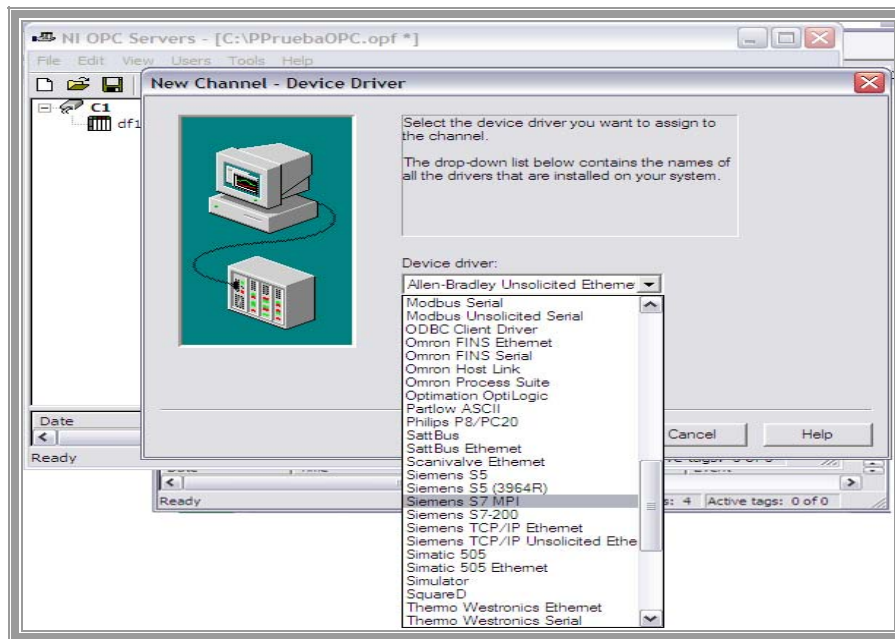 NI OPC Servers - [C:\PPruebaOPC.opf *]
File Edit View Users Tools Help
New Channel - Device Driver
C1
df1
Select the device driver you want to assign to
the channel.
The drop-down list below contains the names of
all the drivers that are installed on your system.
Device driver:
Allen-Bradley Unsolicited Etherne
Modbus Serial
Modbus Unsolicited Serial
ODBC Client Driver
Omron FINS Ethernet
Omron FINS Serial
Omron Host Link
Omron Process Suite
Optimation OptiLogic
Partlow ASCII
Philips P8/PC20
SattBus
SattBus Ethernet
Scanivalve Ethernet
Siemens S5
Siemens S5 (3964R)
Siemens S7 MPI
Siemens S7-200
Siemens TCP/IP Ethernet
Siemens TCP/IP Unsolicited Ethe
Simatic 505
Simatic 505 Ethernet
Simulator
SquareD
Thermo Westronics Ethernet
Thermo Westronics Serial
Cancel Help
Date
Ready
Ready
s: 4 Active tags: 0 of 0